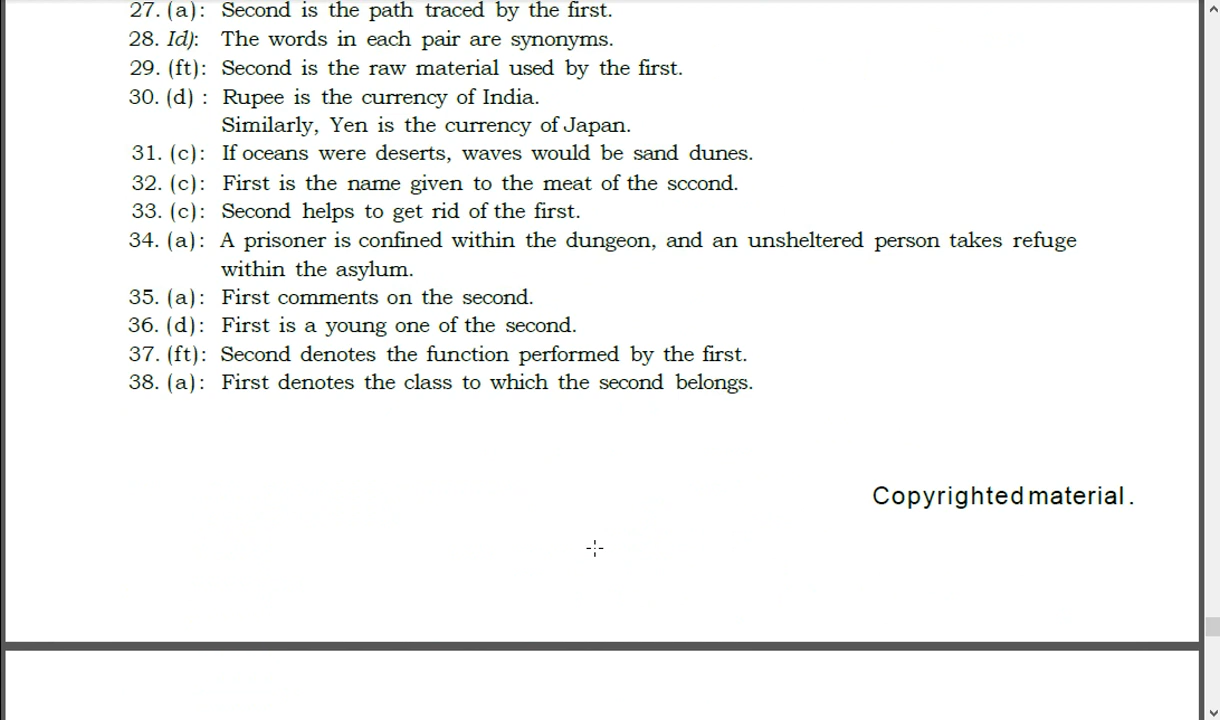 27. (a): Second is the path traced by the first.
28. Id): The words in each pair are synonyms.
29. (ft): Second is the raw material used by the first.
30. (d) : Rupee is the currency of India.
Similarly, Yen is the currency of Japan.
31. (c): If oceans were deserts, waves would be sand dunes.
32. (c): First is the name given to the meat of the sccond.
33. (c): Second helps to get rid of the first.
34. (a): A prisoner is confined within the dungeon, and an unsheltered person takes refuge
within the asylum.
35. (a): First comments on the second.
36. (d): First is a young one of the second.
37. (ft): Second denotes the function performed by the first.
38. (a): First denotes the class to which the second belongs.
Copyrighted material.